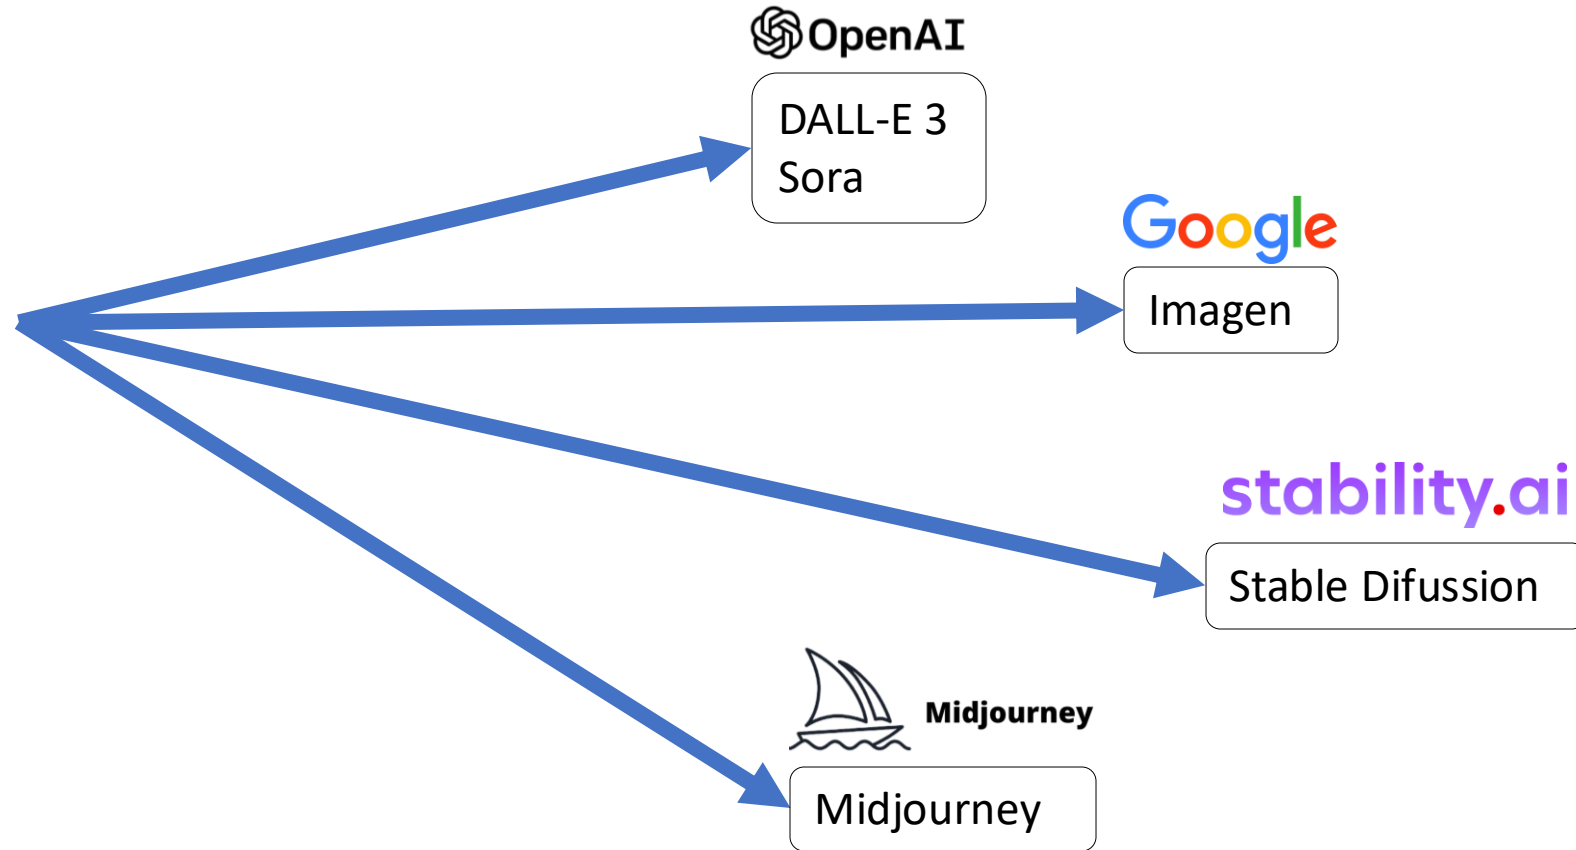 OpenAI
DALL-E 3
Sora
Google
Imagen
stability.ai
Stable Difussion
Midjourney
Midjourney